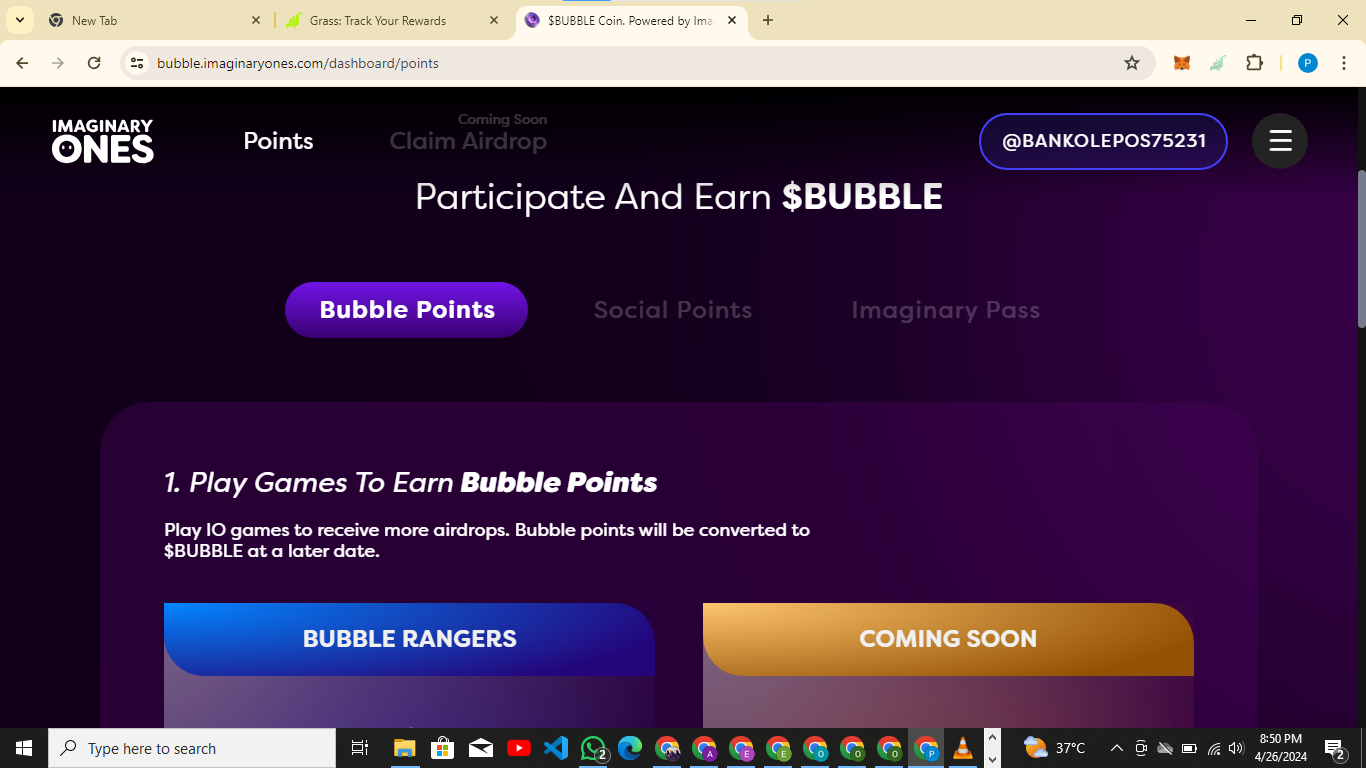 New Tab
Grass: Track Your Rewards
$BUBBLE Coin. Powered by Ima
bubble.imaginaryones.com/dashboard/points
P
IMAGINARY
ONES
Points
Coming Soon
Claim Airdrop
@BANKOLEPOS75231
Participate And Earn $BUBBLE
Bubble Points
Social Points
Imaginary Pass
1. Play Games To Earn Bubble Points
Play IO games to receive more airdrops. Bubble points will be converted to
$BUBBLE at a later date.
BUBBLE RANGERS
COMING SOON
Type here to search
2
A
E
E
O
O
O
P
37°C
8:50 PM
4/26/2024
2